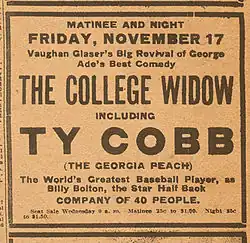 MATINEE AND NIGHT
FRIDAY, NOVEMBER 17
Vaughan Glaser's Big Revival of George
Ade's Best Comedy
THE COLLEGE WIDOW
INCLUDING
TY COBB
(THE GEORGIA PEACH)
The World's Greatest Baseball Player, as
Billy Bolton, the Star Half Back
COMPANY OF 40 PEOPLE.
Seat Sale Wednesday 9 a. m. Matinee 25c to $1.00. Night 25c
to $1.50.